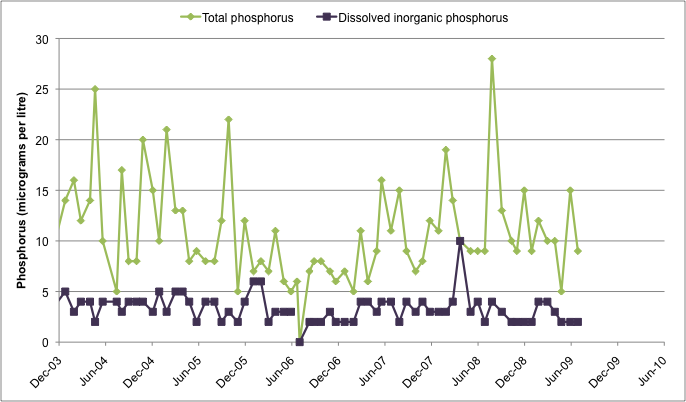 Total phosphorus
Dissolved inorganic phosphorus
Phosphorus (micrograms per litre)
30
25
20
15
10
5
0
Dec-03
Jun-04
Dec-04
Jun-05
Dec-05
Jun-06
Dec-06
Jun-07
Dec-07
Jun-08
Dec-08
Jun-09
Dec-09
Jun-10